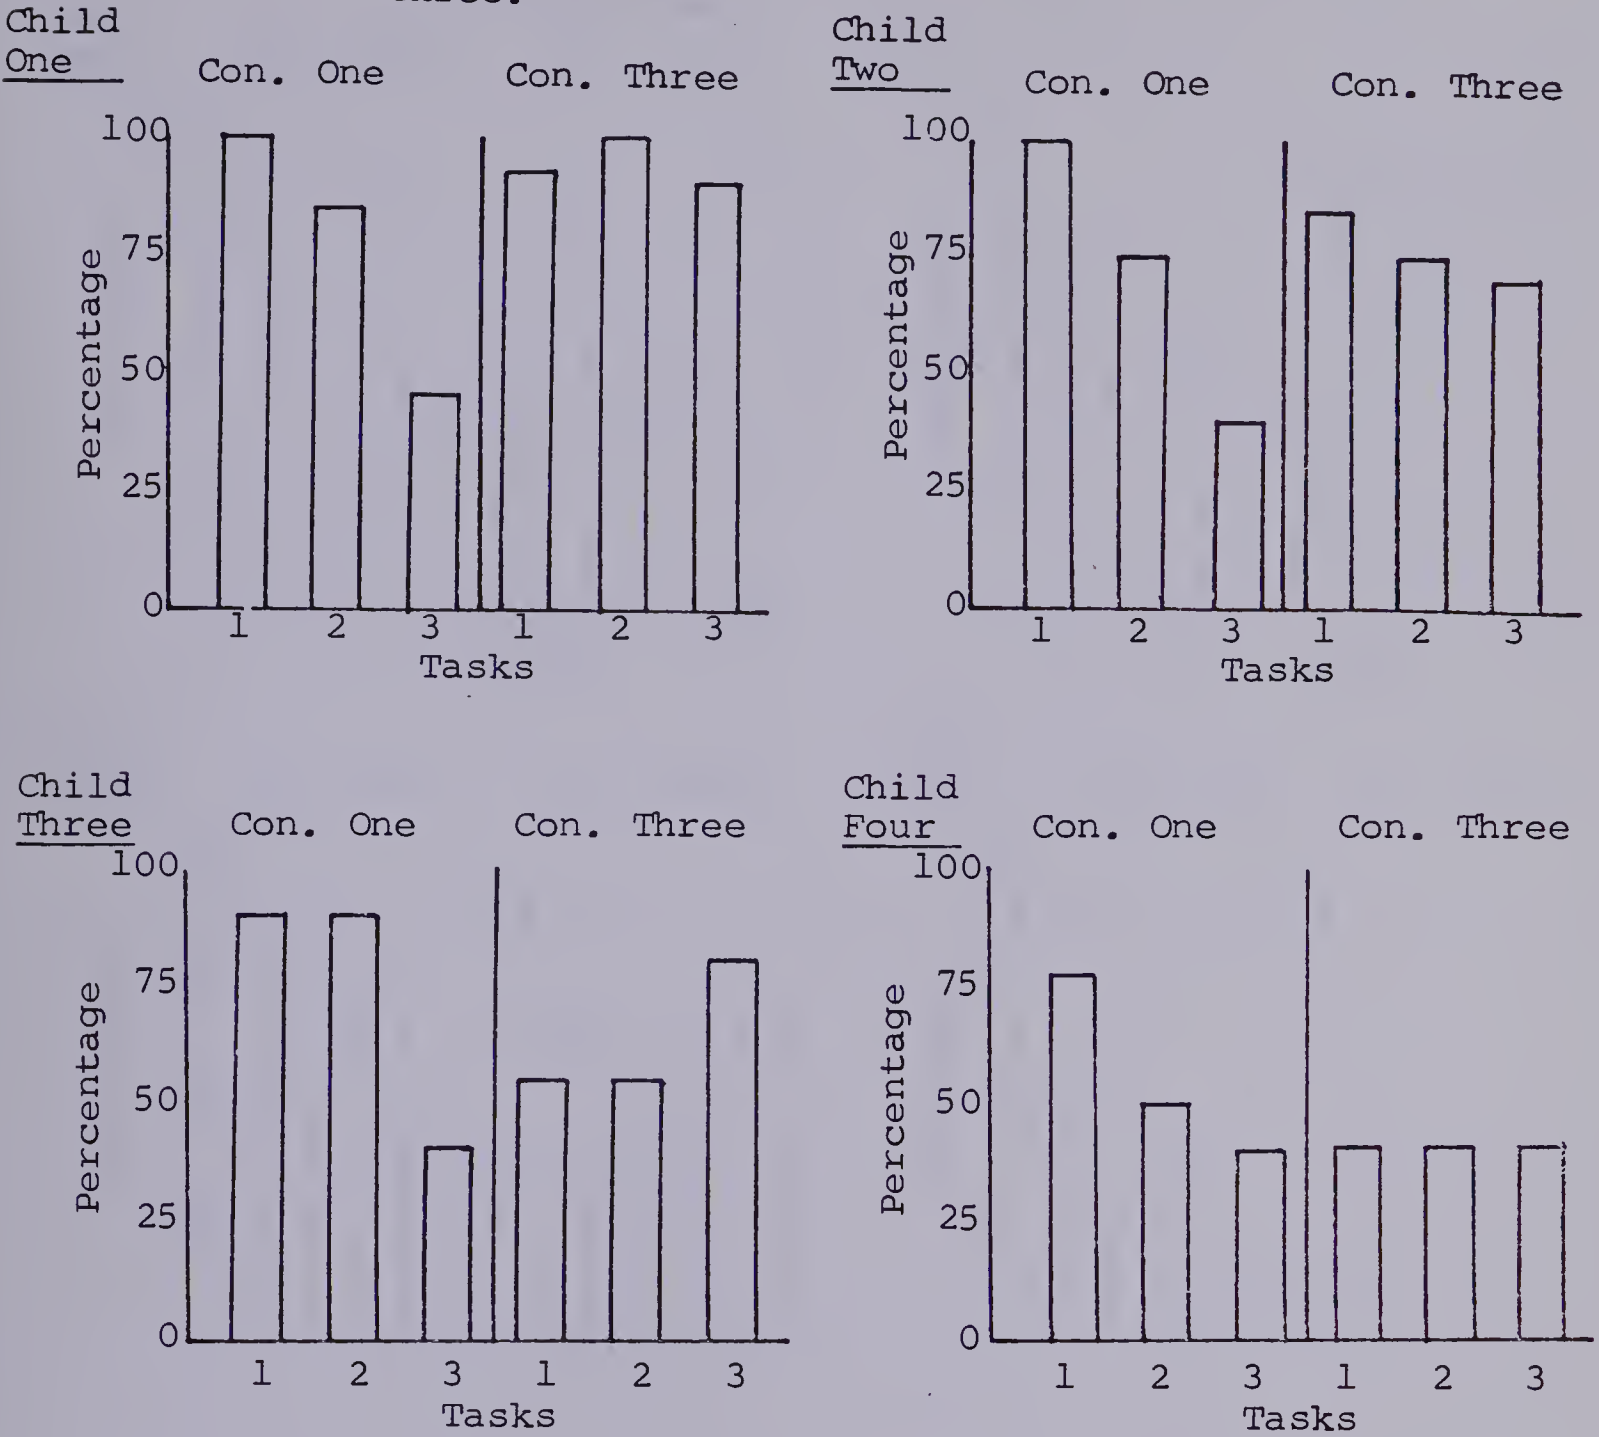 Child
One
Con. One Con. Three
100
75
50
25
0
Percentage
1 2 3 1 2 3
Tasks
Child
Two
Con. One Con. Three
100
75
50
25
0
Percentage
1 2 3 1 2 3
Tasks
Child
Three
Con. One Con. Three
100
75
50
25
0
Percentage
1 2 3 1 2 3
Tasks
Child
Four
Con. One Con. Three
100
75
50
25
0
Percentage
1 2 3 1 2 3
Tasks